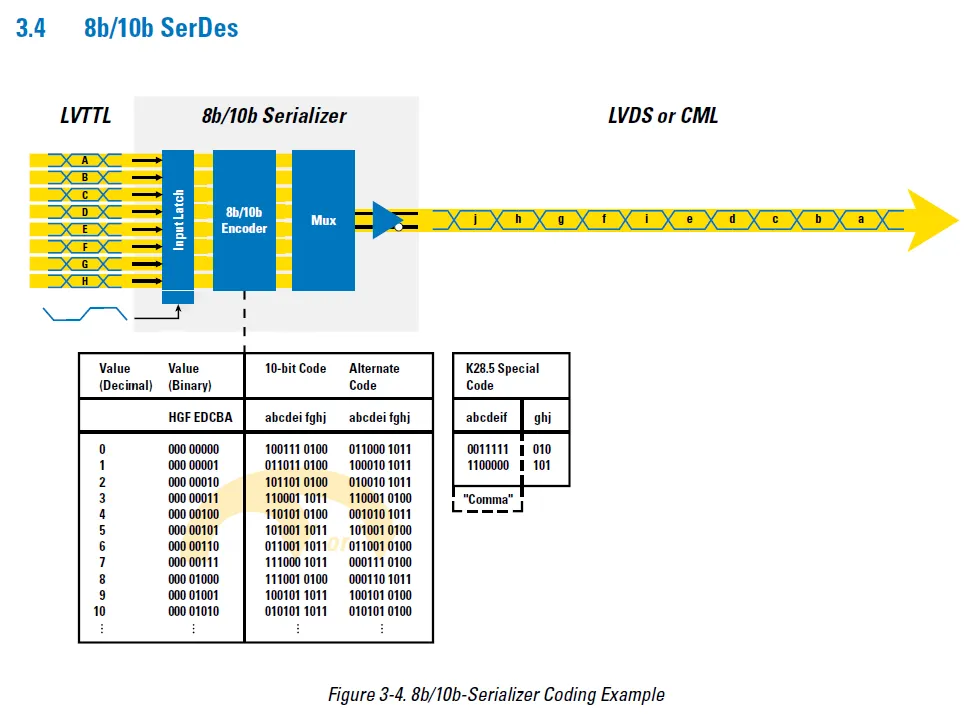 3.4 8b/10b SerDes
LVTTL
8b/10b Serializer
LVDS or CML
A
B
C
D
E
F
G
H
Input Latch
8b/10b
Encoder
Mux
j h g f i e d c b a
Value (Decimal) Value (Binary) 10-bit Code Alternate Code
HGF EDCBA abcdei fghj abcdei fghj
0 000 00000 100111 0100 011000 1011
1 000 00001 011011 0100 100010 1011
2 000 00010 101101 0100 010010 1011
3 000 00011 110001 1011 110001 0100
4 000 00100 110101 0100 001010 1011
5 000 00101 101001 1011 101001 0100
6 000 00110 011001 1011 011001 0100
7 000 00111 111000 1011 000111 0100
8 000 01000 111001 0100 000110 1011
9 000 01001 100101 1011 100101 0100
10 000 01010 010101 1011 010101 0100
⋮ ⋮ ⋮ ⋮
K28.5 Special
Code
abcdeif ghj
0011111 010
1100000 101
"Comma"
Figure 3-4. 8b/10b-Serializer Coding Example